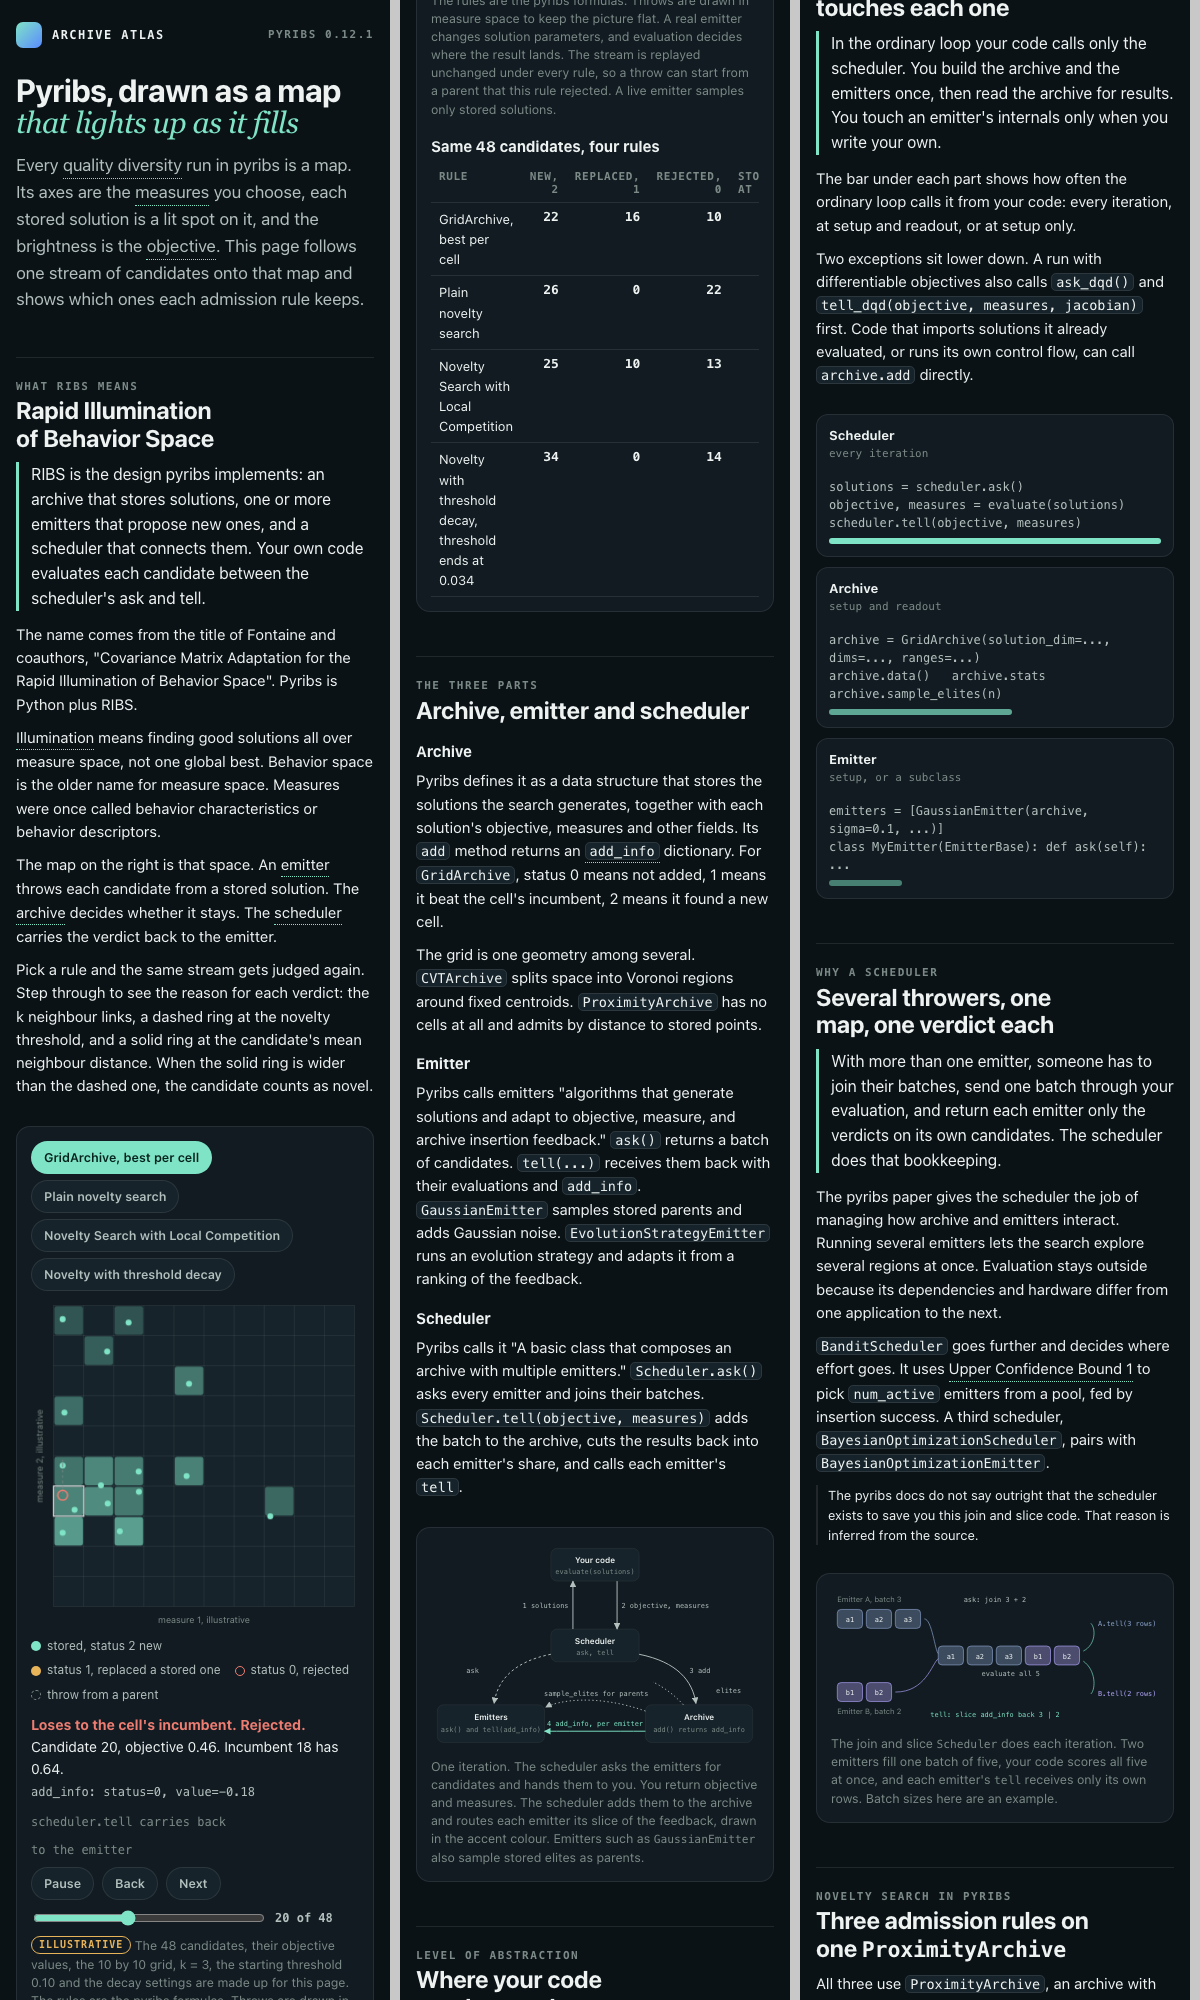 ARCHIVE ATLAS
PYRIBS 0.12.1
Pyribs, drawn as a map
that lights up as it fills
Every quality diversity run in pyribs is a map.
Its axes are the measures you choose, each
stored solution is a lit spot on it, and the
brightness is the objective. This page follows
one stream of candidates onto that map and
shows which ones each admission rule keeps.
WHAT RIBS MEANS
Rapid Illumination
of Behavior Space
RIBS is the design pyribs implements: an
archive that stores solutions, one or more
emitters that propose new ones, and a
scheduler that connects them. Your own code
evaluates each candidate between the
scheduler's ask and tell.
The name comes from the title of Fontaine and
coauthors, "Covariance Matrix Adaptation for the
Rapid Illumination of Behavior Space". Pyribs is
Python plus RIBS.
Illumination means finding good solutions all over
measure space, not one global best. Behavior space
is the older name for measure space. Measures
were once called behavior characteristics or
behavior descriptors.
The map on the right is that space. An emitter
throws each candidate from a stored solution. The
archive decides whether it stays. The scheduler
carries the verdict back to the emitter.
Pick a rule and the same stream gets judged again.
Step through to see the reason for each verdict: the
k neighbour links, a dashed ring at the novelty
threshold, and a solid ring at the candidate's mean
neighbour distance. When the solid ring is wider
than the dashed one, the candidate counts as novel.
GridArchive, best per cell
Plain novelty search
Novelty Search with Local Competition
Novelty with threshold decay
measure 2, illustrative
measure 1, illustrative
stored, status 2 new
status 1, replaced a stored one
status 0, rejected
throw from a parent
Loses to the cell's incumbent. Rejected.
Candidate 20, objective 0.46. Incumbent 18 has
0.64.
add_info: status=0, value=−0.18
scheduler.tell carries back
to the emitter
Pause
Back
Next
20 of 48
ILLUSTRATIVE The 48 candidates, their objective
values, the 10 by 10 grid, k = 3, the starting threshold
0.10 and the decay settings are made up for this page.
The rules are the pyribs formulas. Throws are drawn in
measure space to keep the picture flat. A real emitter
changes solution parameters, and evaluation decides
where the result lands. The stream is replayed
unchanged under every rule, so a throw can start from
a parent that this rule rejected. A live emitter samples
only stored solutions.
Same 48 candidates, four rules
RULE NEW, 2 REPLACED, 1 REJECTED, 0 STO AT
GridArchive, best per cell 22 16 10
Plain novelty search 26 0 22
Novelty Search with Local Competition 25 10 13
Novelty with threshold decay, threshold ends at 0.034 34 0 14
THE THREE PARTS
Archive, emitter and scheduler
Archive
Pyribs defines it as a data structure that stores the
solutions the search generates, together with each
solution's objective, measures and other fields. Its
add method returns an add_info dictionary. For
GridArchive, status 0 means not added, 1 means
it beat the cell's incumbent, 2 means it found a new
cell.
The grid is one geometry among several.
CVTArchive splits space into Voronoi regions
around fixed centroids. ProximityArchive has no
cells at all and admits by distance to stored points.
Emitter
Pyribs calls emitters "algorithms that generate
solutions and adapt to objective, measure, and
archive insertion feedback." ask() returns a batch
of candidates. tell(...) receives them back with
their evaluations and add_info.
GaussianEmitter samples stored parents and
adds Gaussian noise. EvolutionStrategyEmitter
runs an evolution strategy and adapts it from a
ranking of the feedback.
Scheduler
Pyribs calls it "A basic class that composes an
archive with multiple emitters." Scheduler.ask()
asks every emitter and joins their batches.
Scheduler.tell(objective, measures) adds
the batch to the archive, cuts the results back into
each emitter's share, and calls each emitter's
tell.
Your code
evaluate(solutions)
1 solutions
2 objective, measures
Scheduler
ask, tell
ask
3 add
sample_elites for parents
elites
Emitters
ask() and tell(add_info)
4 add_info, per emitter
Archive
add() returns add_info
One iteration. The scheduler asks the emitters for
candidates and hands them to you. You return objective
and measures. The scheduler adds them to the archive
and routes each emitter its slice of the feedback, drawn
in the accent colour. Emitters such as GaussianEmitter
also sample stored elites as parents.
LEVEL OF ABSTRACTION
Where your code
touches each one
In the ordinary loop your code calls only the
scheduler. You build the archive and the
emitters once, then read the archive for results.
You touch an emitter's internals only when you
write your own.
The bar under each part shows how often the
ordinary loop calls it from your code: every iteration,
at setup and readout, or at setup only.
Two exceptions sit lower down. A run with
differentiable objectives also calls ask_dqd() and
tell_dqd(objective, measures, jacobian)
first. Code that imports solutions it already
evaluated, or runs its own control flow, can call
archive.add directly.
Scheduler
every iteration
solutions = scheduler.ask()
objective, measures = evaluate(solutions)
scheduler.tell(objective, measures)
Archive
setup and readout
archive = GridArchive(solution_dim=...,
dims=..., ranges=...)
archive.data() archive.stats
archive.sample_elites(n)
Emitter
setup, or a subclass
emitters = [GaussianEmitter(archive,
sigma=0.1, ...)]
class MyEmitter(EmitterBase): def ask(self):
...
WHY A SCHEDULER
Several throwers, one
map, one verdict each
With more than one emitter, someone has to
join their batches, send one batch through your
evaluation, and return each emitter only the
verdicts on its own candidates. The scheduler
does that bookkeeping.
The pyribs paper gives the scheduler the job of
managing how archive and emitters interact.
Running several emitters lets the search explore
several regions at once. Evaluation stays outside
because its dependencies and hardware differ from
one application to the next.
BanditScheduler goes further and decides where
effort goes. It uses Upper Confidence Bound 1 to
pick num_active emitters from a pool, fed by
insertion success. A third scheduler,
BayesianOptimizationScheduler, pairs with
BayesianOptimizationEmitter.
The pyribs docs do not say outright that the scheduler
exists to save you this join and slice code. That reason is
inferred from the source.
Emitter A, batch 3
ask: join 3 + 2
a1 a2 a3
A.tell(3 rows)
a1 a2 a3 b1 b2
evaluate all 5
b1 b2
B.tell(2 rows)
Emitter B, batch 2
tell: slice add_info back 3 | 2
The join and slice Scheduler does each iteration. Two
emitters fill one batch of five, your code scores all five
at once, and each emitter's tell receives only its own
rows. Batch sizes here are an example.
NOVELTY SEARCH IN PYRIBS
Three admission rules on
one ProximityArchive
All three use ProximityArchive, an archive with